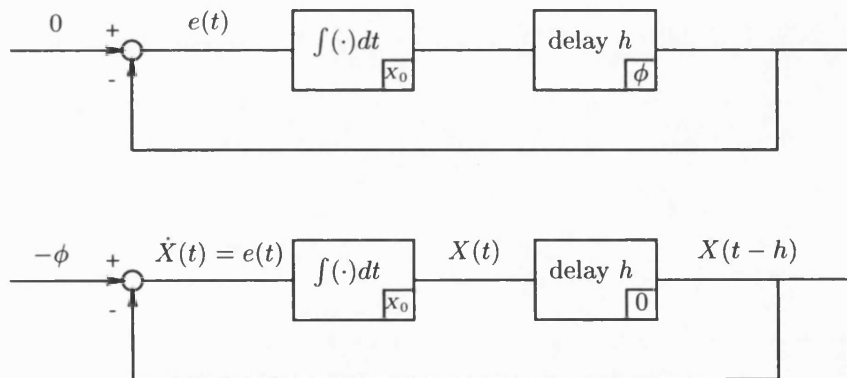 0 + e(t) ∫(·)dt delay h
x₀ ϕ
-
−ϕ + Ẋ(t) = e(t) ∫(·)dt X(t) delay h X(t − h)
x₀ 0
-